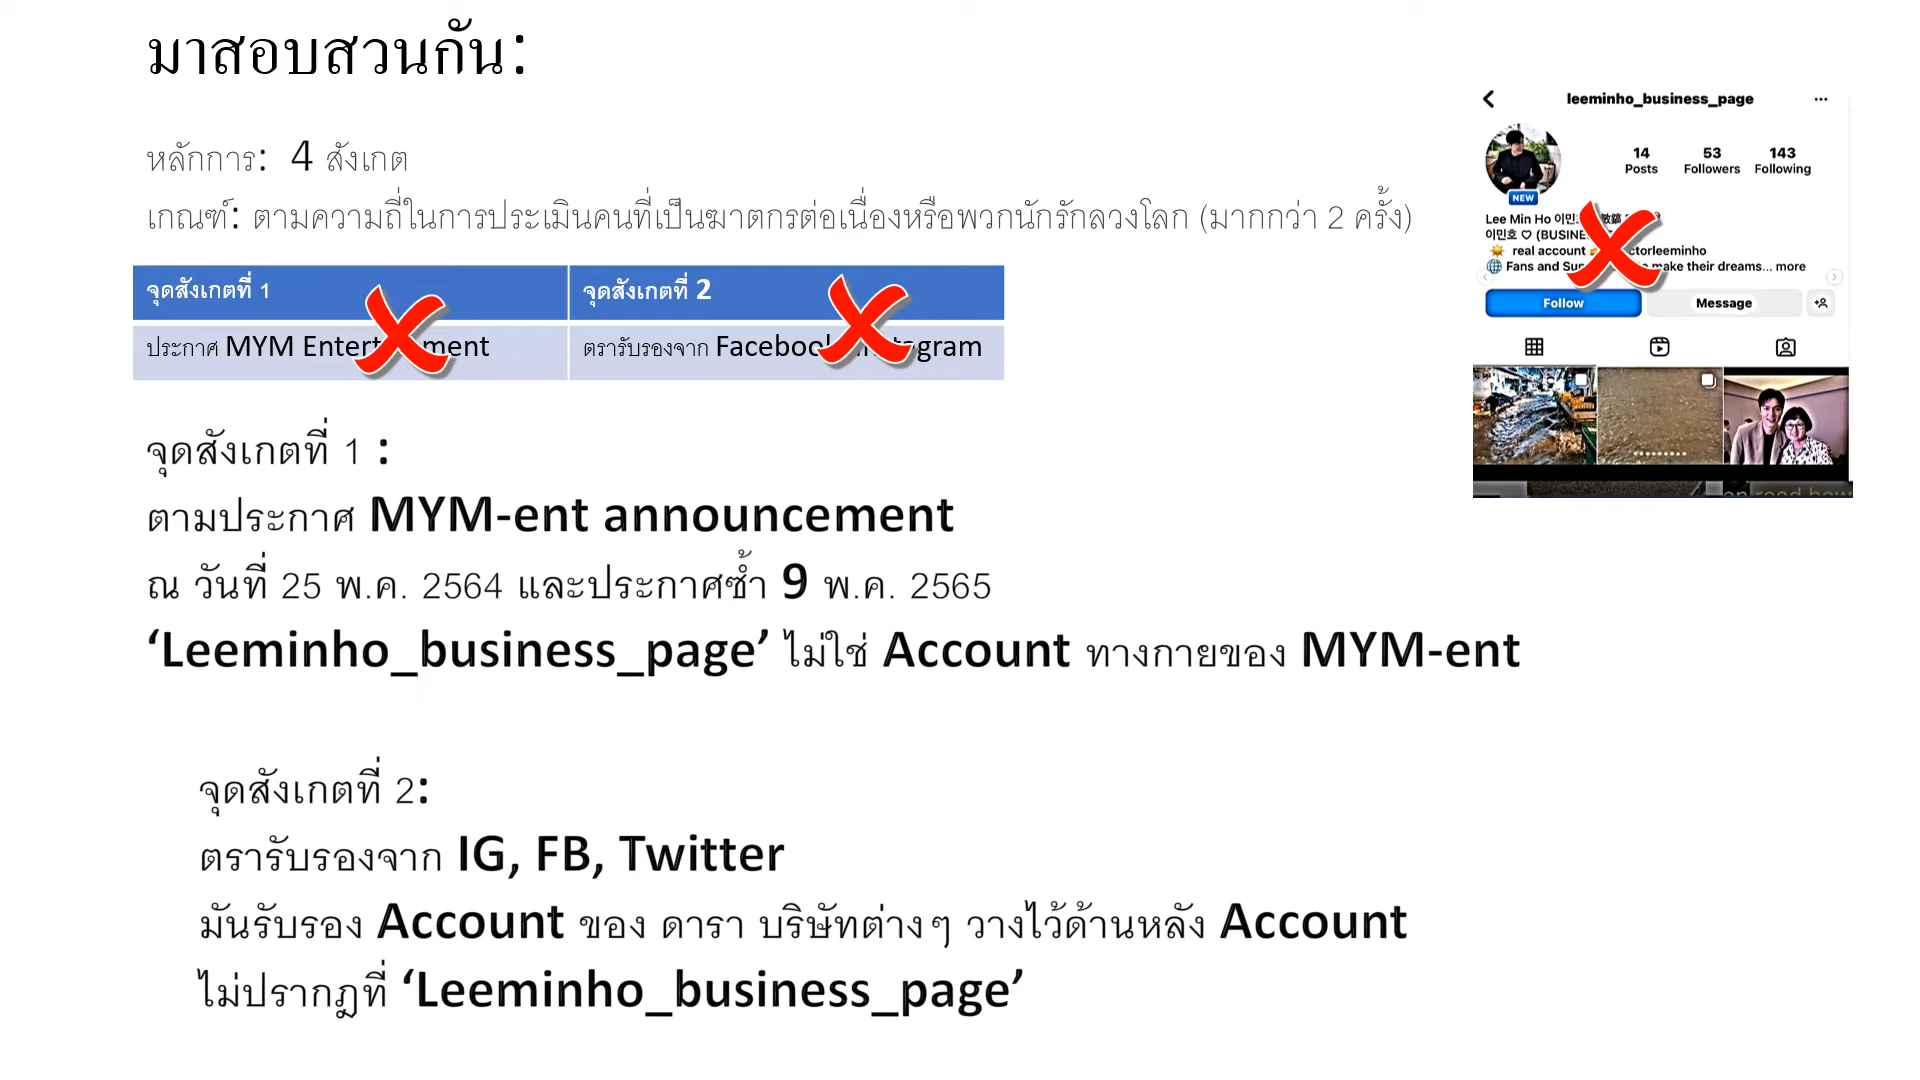 มาสอบสวนกัน:
หลักการ: 4 สังเกต
เกณฑ์: ตามความถี่ในการประเมินคนที่เป็นฆาตกรต่อเนื่องหรือพวกนักรักลวงโลก (มากกว่า 2 ครั้ง)
จุดสังเกตที่ 1
จุดสังเกตที่ 2
ประกาศ MYM
ตรารับรองจาก
จุดสังเกตที่ 1 :
ตามประกาศ MYM-ent announcement
ณ วันที่ 25 พ.ค. 2564 และประกาศซ้ำ 9 พ.ค. 2565
‘Leeminho_business_page’ ไม่ใช่ Account ทางกายของ MYM-ent
จุดสังเกตที่ 2:
ตรารับรองจาก IG, FB, Twitter
มันรับรอง Account ของ ดารา บริษัทต่างๆ วางไว้ด้านหลัง Account
ไม่ปรากฎที่ ‘Leeminho_business_page’
leeminho_business_page
14 53 143
Posts Followers Following
NEW
Lee Min Ho 이민호
이민호 ♡
real account
Fans and make their dreams... more
Follow Message